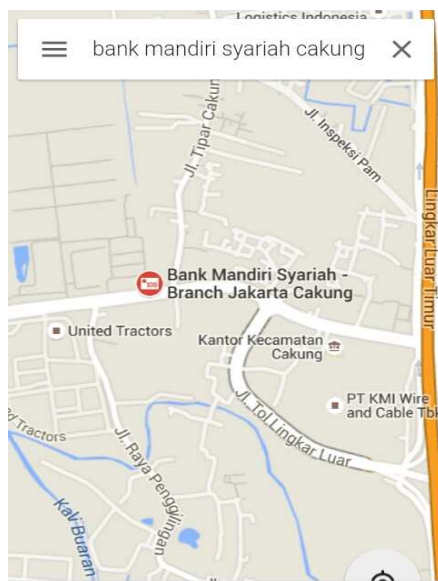 Logistics Indonesia
bank mandiri syariah cakung
Jl. Tipar Cakung
Jl. Inspeksi Pam
Lingkar Luar Timur
Bank Mandiri Syariah -
Branch Jakarta Cakung
United Tractors
Kantor Kecamatan
Cakung
PT KMI Wire
and Cable Tbk
Jl. Tol Lingkar Luar
Tractors
Jl. Raya Penggilingan
Kali Buaran